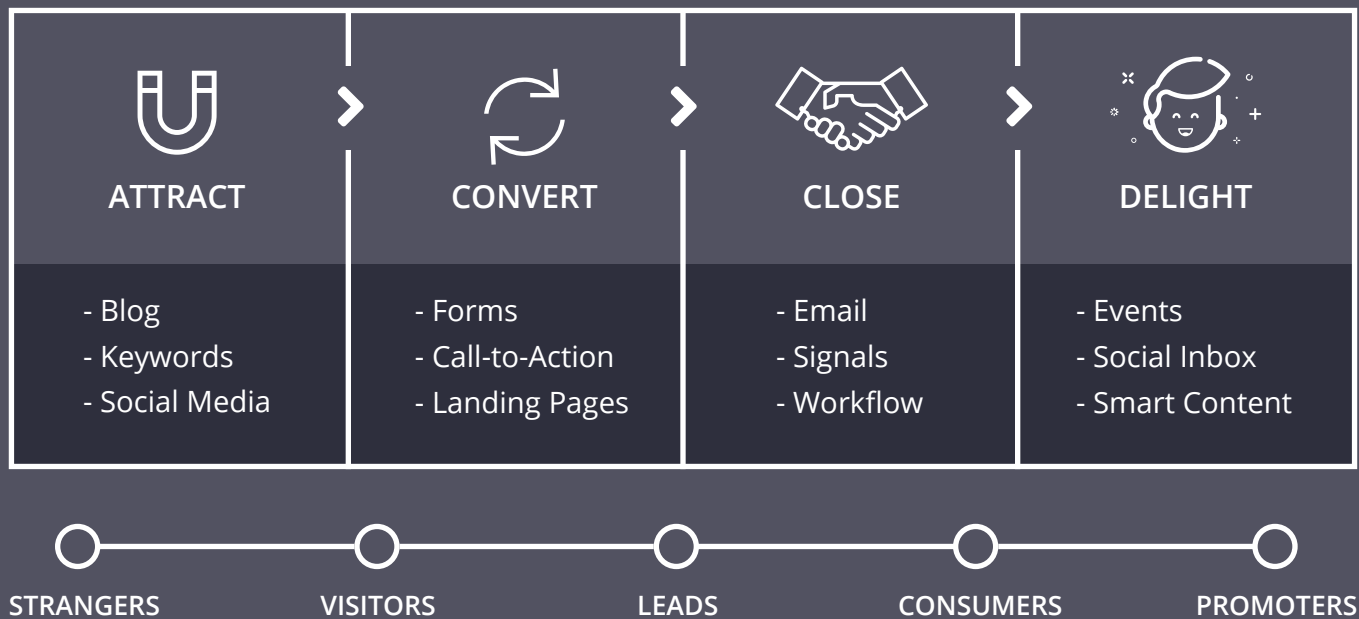 ATTRACT
CONVERT
CLOSE
DELIGHT
- Blog
- Keywords
- Social Media
- Forms
- Call-to-Action
- Landing Pages
- Email
- Signals
- Workflow
- Events
- Social Inbox
- Smart Content
STRANGERS
VISITORS
LEADS
CONSUMERS
PROMOTERS